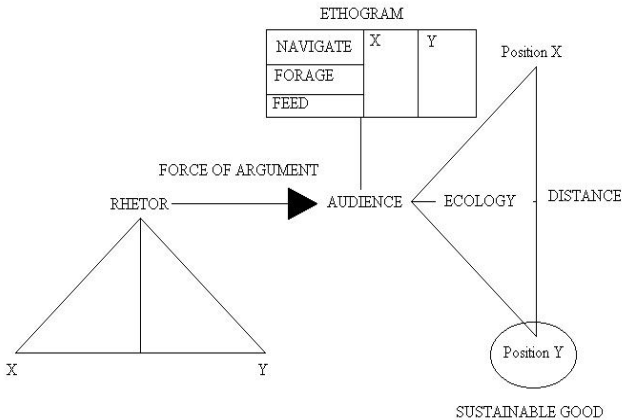 ETHOGRAM
NAVIGATE X Y
FORAGE
FEED
Position X
FORCE OF ARGUMENT
RHETOR
AUDIENCE
ECOLOGY
DISTANCE
X
Y
Position Y
SUSTAINABLE GOOD